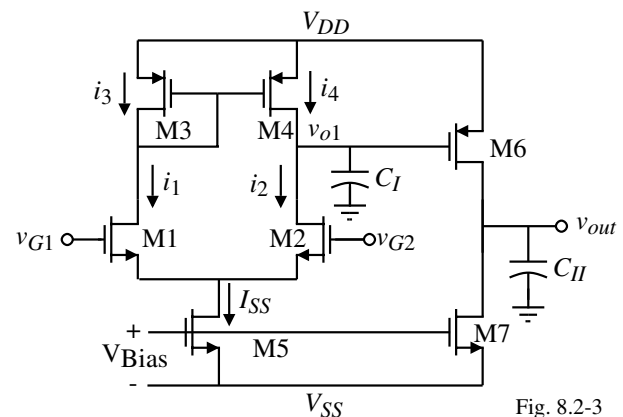 V_DD
i_3
i_4
M3
M4
v_o1
M6
i_1
i_2
C_I
v_G1
M1
M2
v_G2
v_out
I_SS
C_II
+
V_Bias
-
M5
M7
V_SS
Fig. 8.2-3